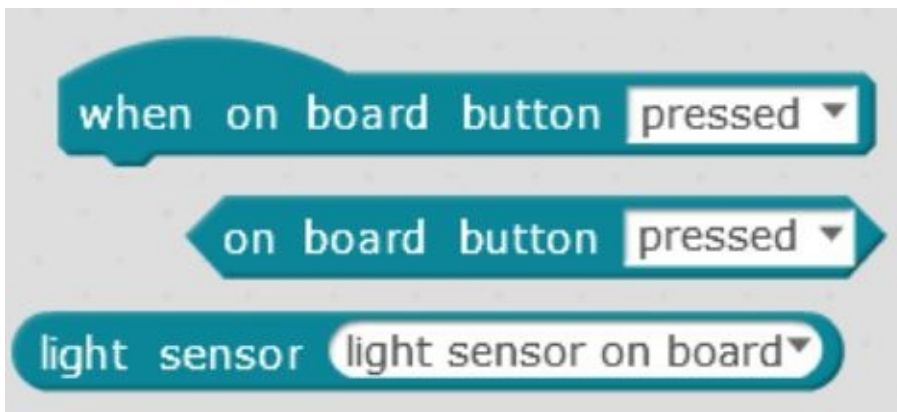 when on board button pressed
on board button pressed
light sensor light sensor on board